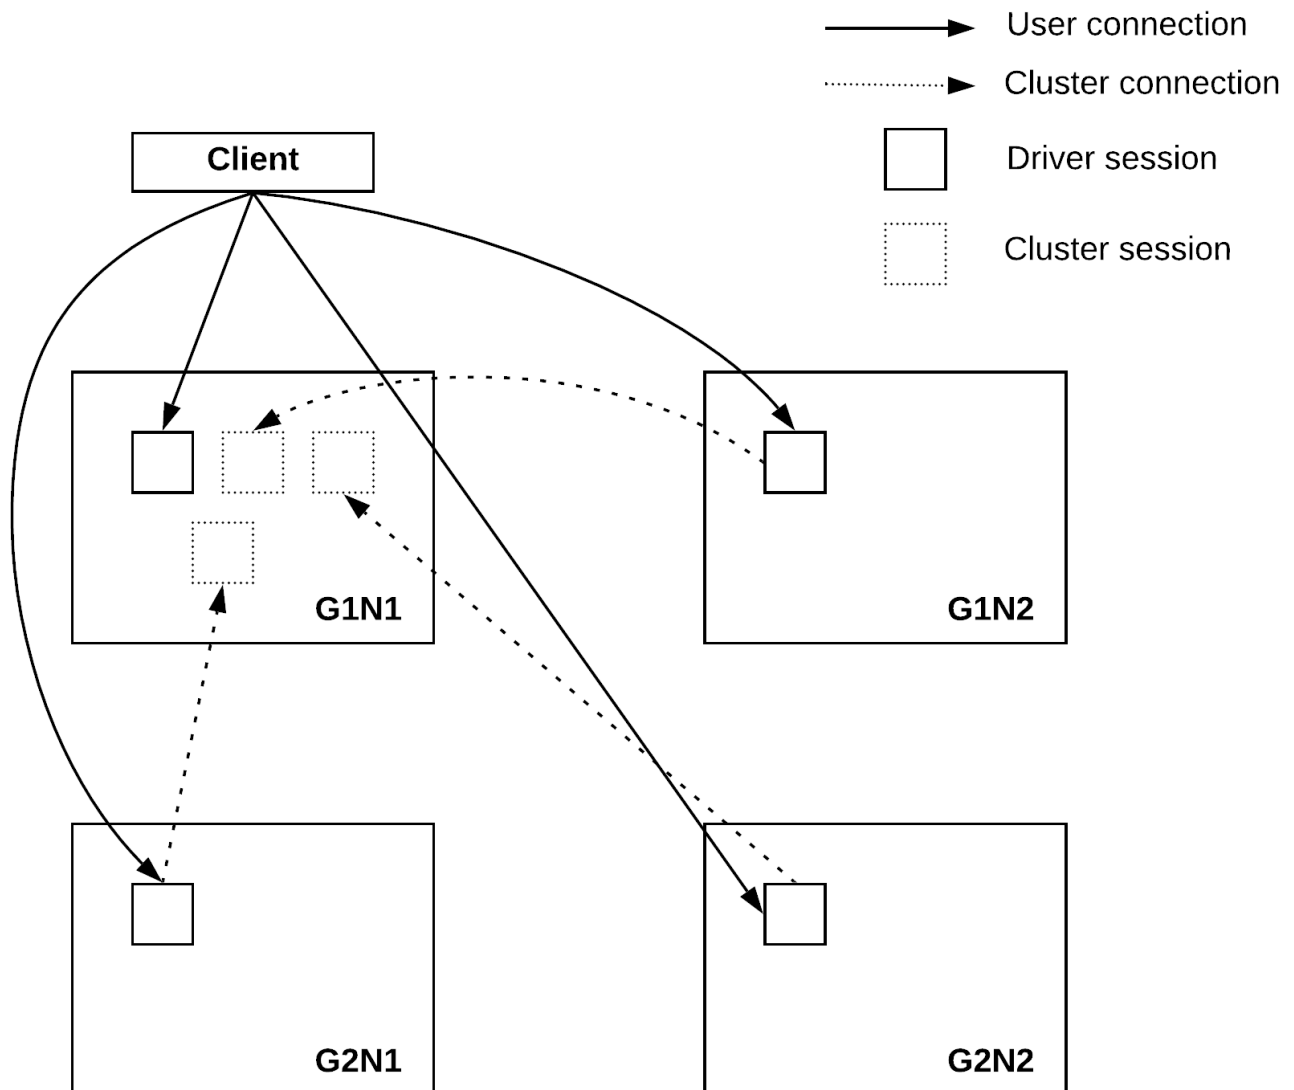 User connection
Cluster connection
Client
Driver session
Cluster session
G1N1
G1N2
G2N1
G2N2